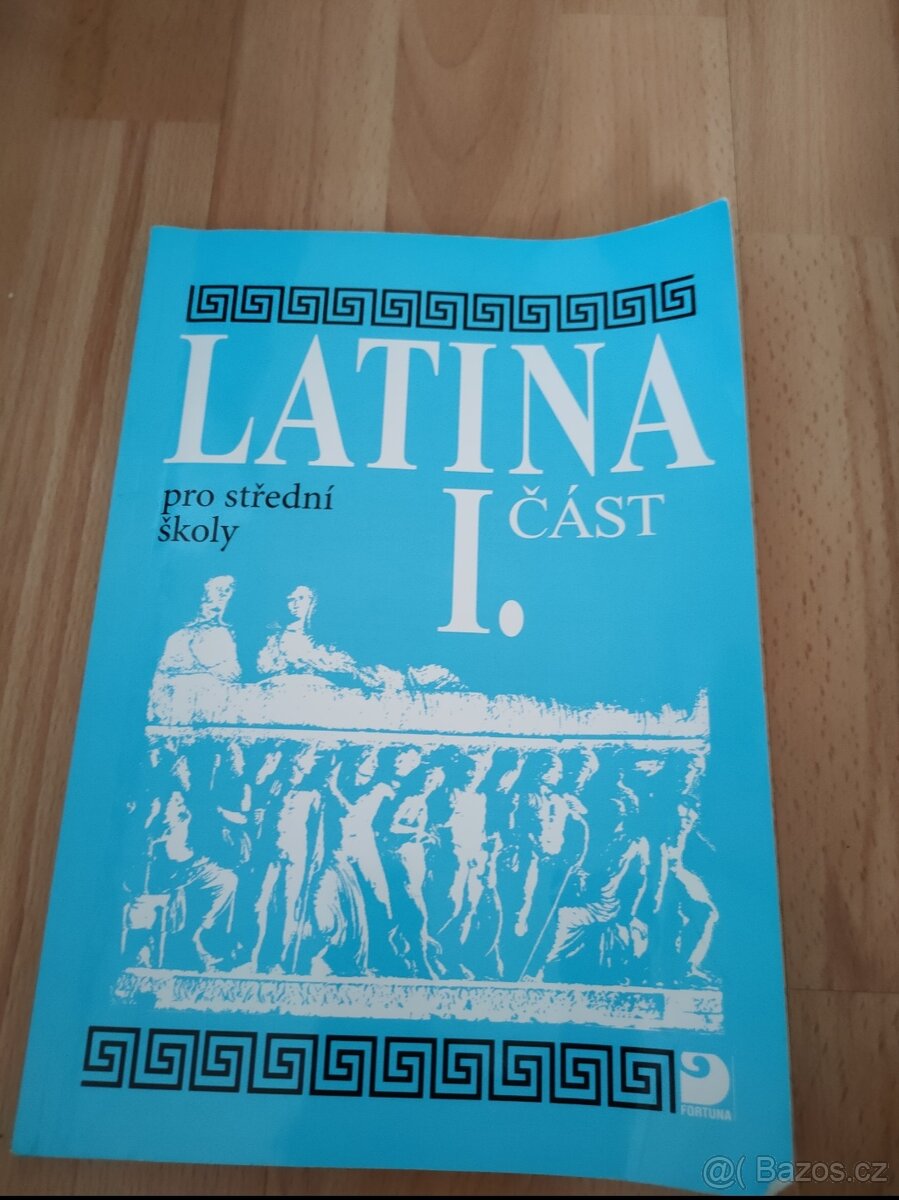 LATINA
pro střední
školy
I. ČÁST
FORTUNA
@( Bazos.cz